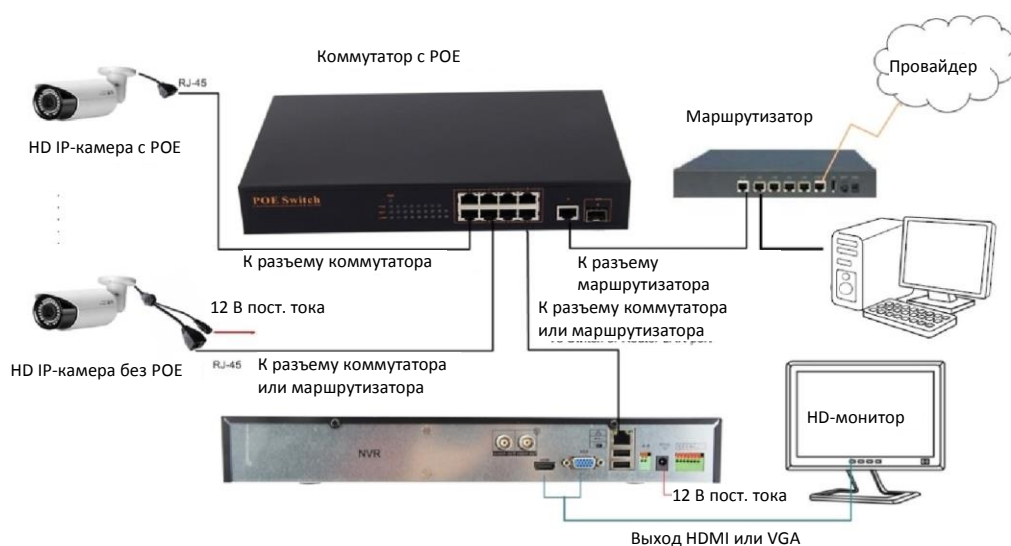 Коммутатор с POE
Провайдер
RJ-45
Маршрутизатор
HD IP-камера с POE
POE Switch
К разъему коммутатора
К разъему
маршрутизатора
12 В пост. тока
К разъему коммутатора
или маршрутизатора
HD IP-камера без POE
RJ-45
К разъему коммутатора
или маршрутизатора
HD-монитор
NVR
12 В пост. тока
Выход HDMI или VGA